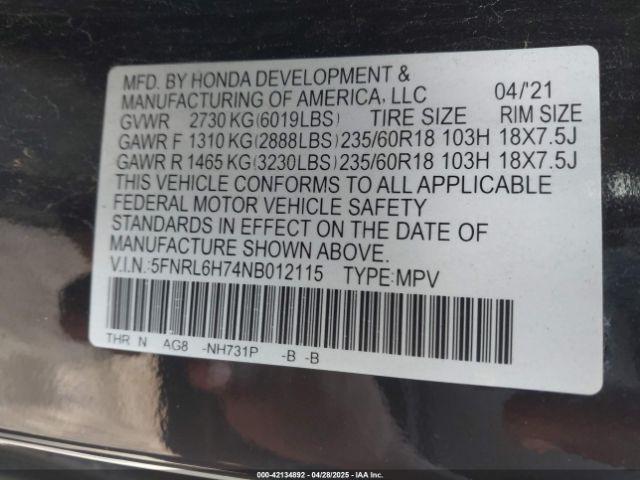 MFD. BY HONDA DEVELOPMENT &
MANUFACTURING OF AMERICA, LLC 04/'21
GVWR 2730 KG(6019LBS) TIRE SIZE RIM SIZE
GAWR F 1310 KG(2888LBS)235/60R18 103H 18X7.5J
GAWR R 1465 KG(3230LBS)235/60R18 103H 18X7.5J
THIS VEHICLE CONFORMS TO ALL APPLICABLE
FEDERAL MOTOR VEHICLE SAFETY
STANDARDS IN EFFECT ON THE DATE OF
MANUFACTURE SHOWN ABOVE.
V.I.N.:5FNRL6H74NB012115 TYPE:MPV
THR N AG8 -NH731P -B -B
000-42134892 - 04/28/2025 - IAA, Inc.